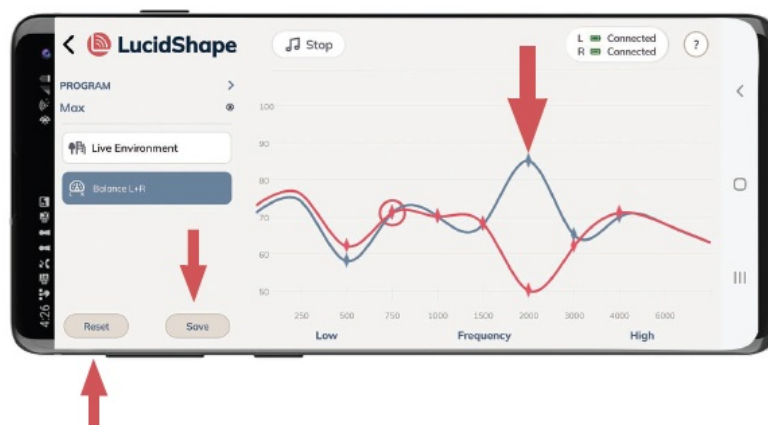 LucidShape
Stop
L Connected
R Connected
?
PROGRAM
Max
Live Environment
Balance L+R
Reset
Save
100
90
80
70
60
50
250 500 750 1000 1500 2000 3000 4000 6000
Low Frequency High
4:26